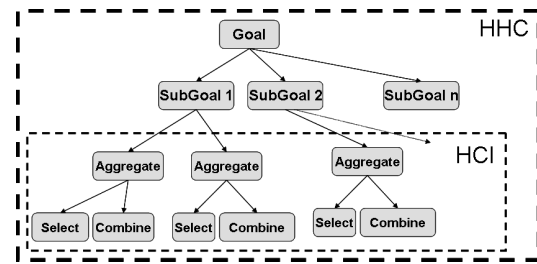 HHC
Goal
SubGoal 1 SubGoal 2 SubGoal n
HCI
Aggregate Aggregate Aggregate
Select Combine Select Combine Select Combine